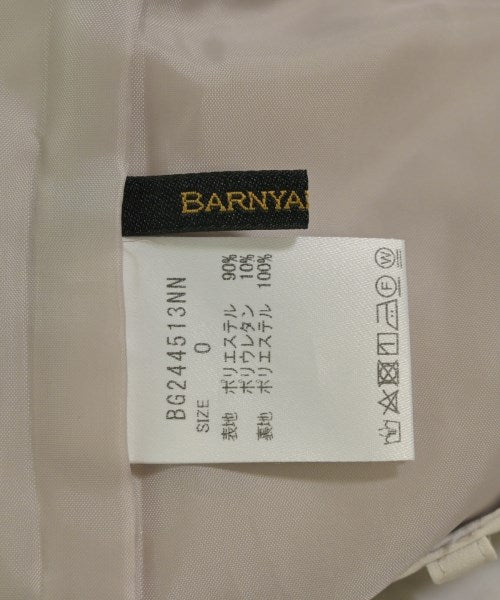 BARNYA
BG244513NN
SIZE
0
表地 ポリエステル 90%
ポリウレタン 10%
裏地 ポリエステル 100%
F W